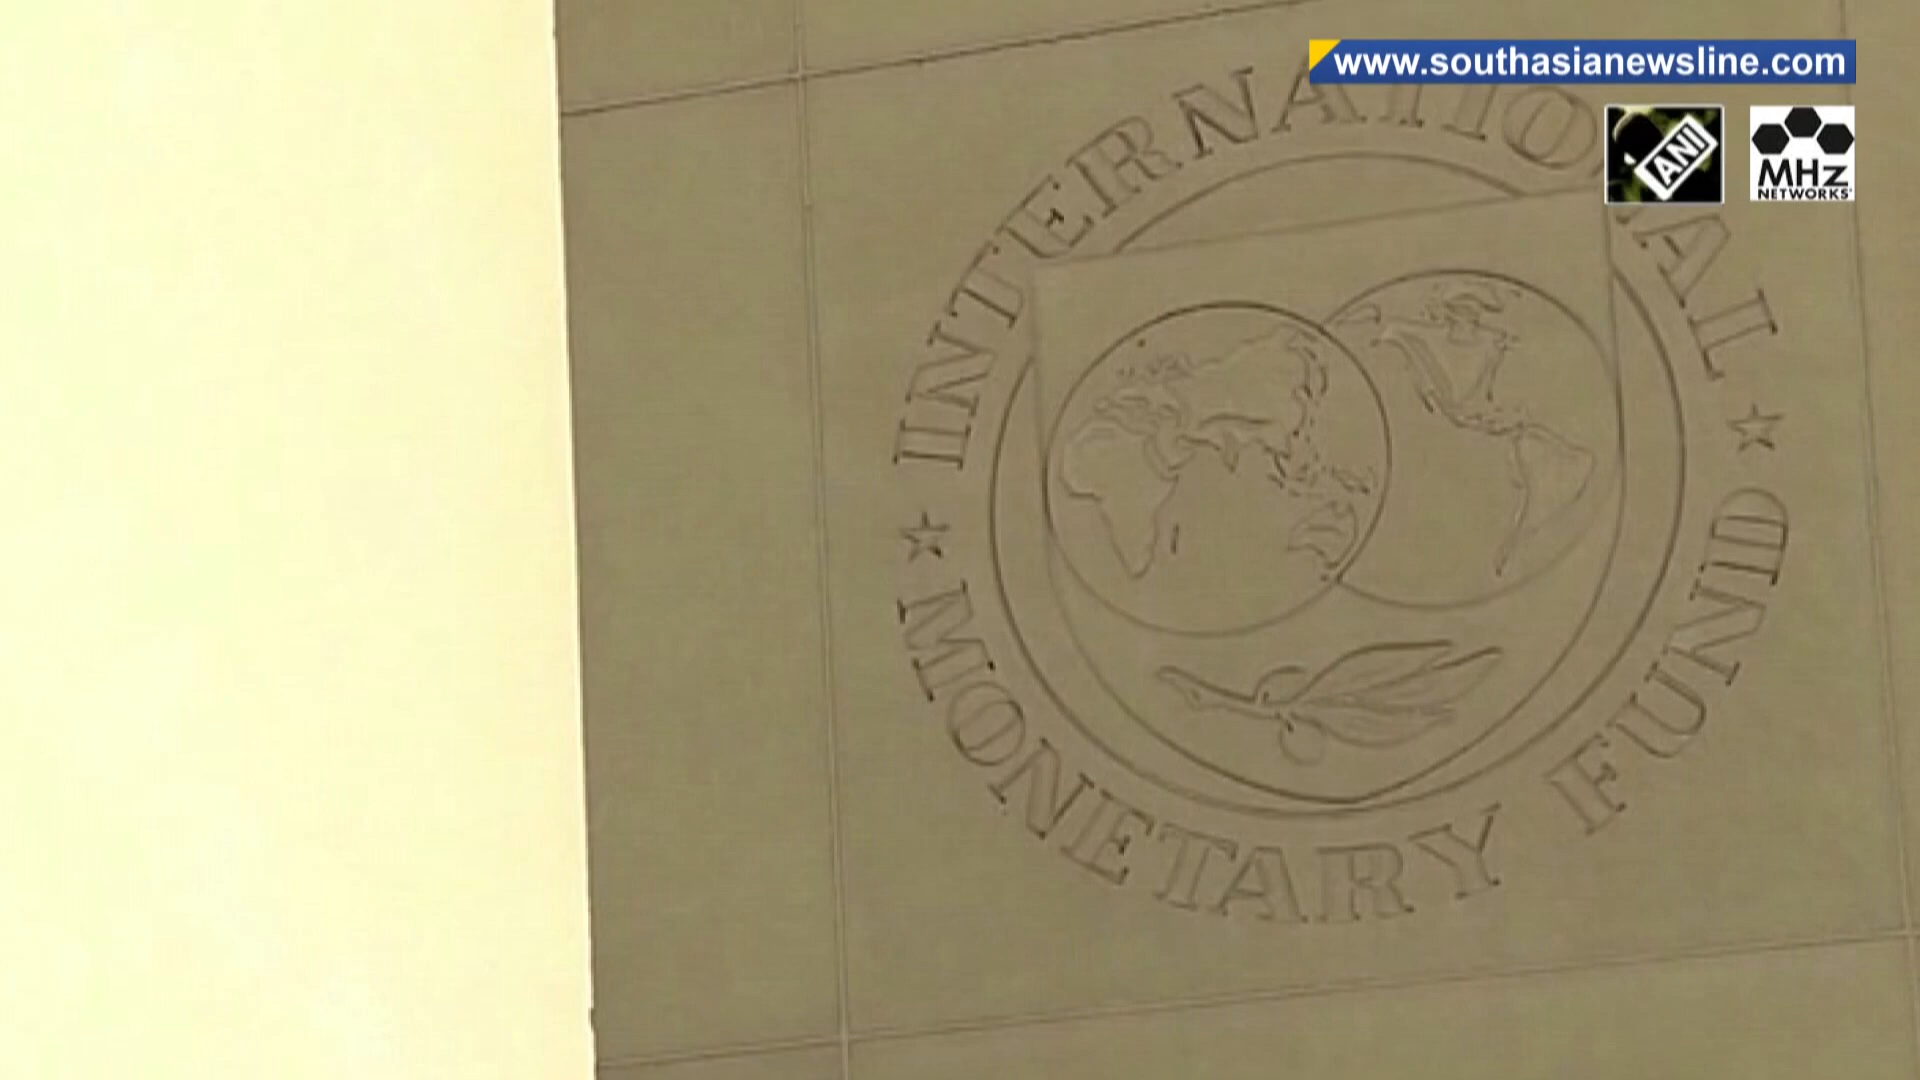 www.southasianewsline.com
ANI
MHz
NETWORKS
INTERNATIONAL
MONETARY FUND